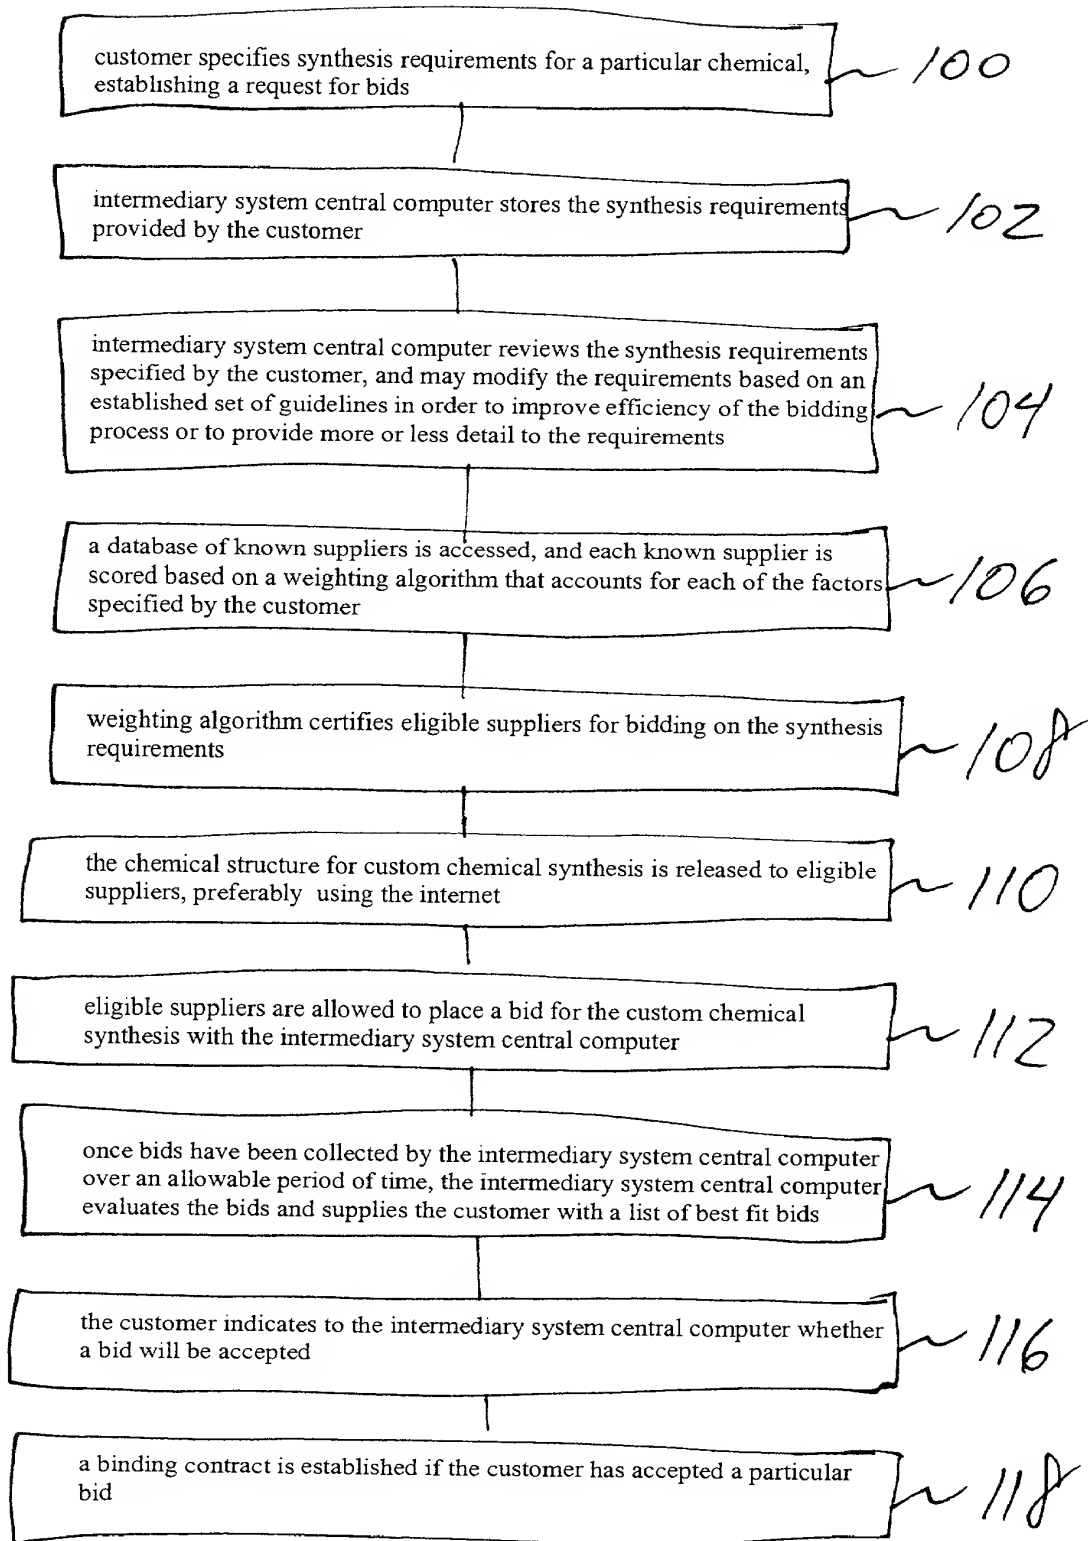 customer specifies synthesis requirements for a particular chemical,
establishing a request for bids
100
intermediary system central computer stores the synthesis requirements
provided by the customer
102
intermediary system central computer reviews the synthesis requirements
specified by the customer, and may modify the requirements based on an
established set of guidelines in order to improve efficiency of the bidding
process or to provide more or less detail to the requirements
104
a database of known suppliers is accessed, and each known supplier is
scored based on a weighting algorithm that accounts for each of the factors
specified by the customer
106
weighting algorithm certifies eligible suppliers for bidding on the synthesis
requirements
108
the chemical structure for custom chemical synthesis is released to eligible
suppliers, preferably using the internet
110
eligible suppliers are allowed to place a bid for the custom chemical
synthesis with the intermediary system central computer
112
once bids have been collected by the intermediary system central computer
over an allowable period of time, the intermediary system central computer
evaluates the bids and supplies the customer with a list of best fit bids
114
the customer indicates to the intermediary system central computer whether
a bid will be accepted
116
a binding contract is established if the customer has accepted a particular
bid
118